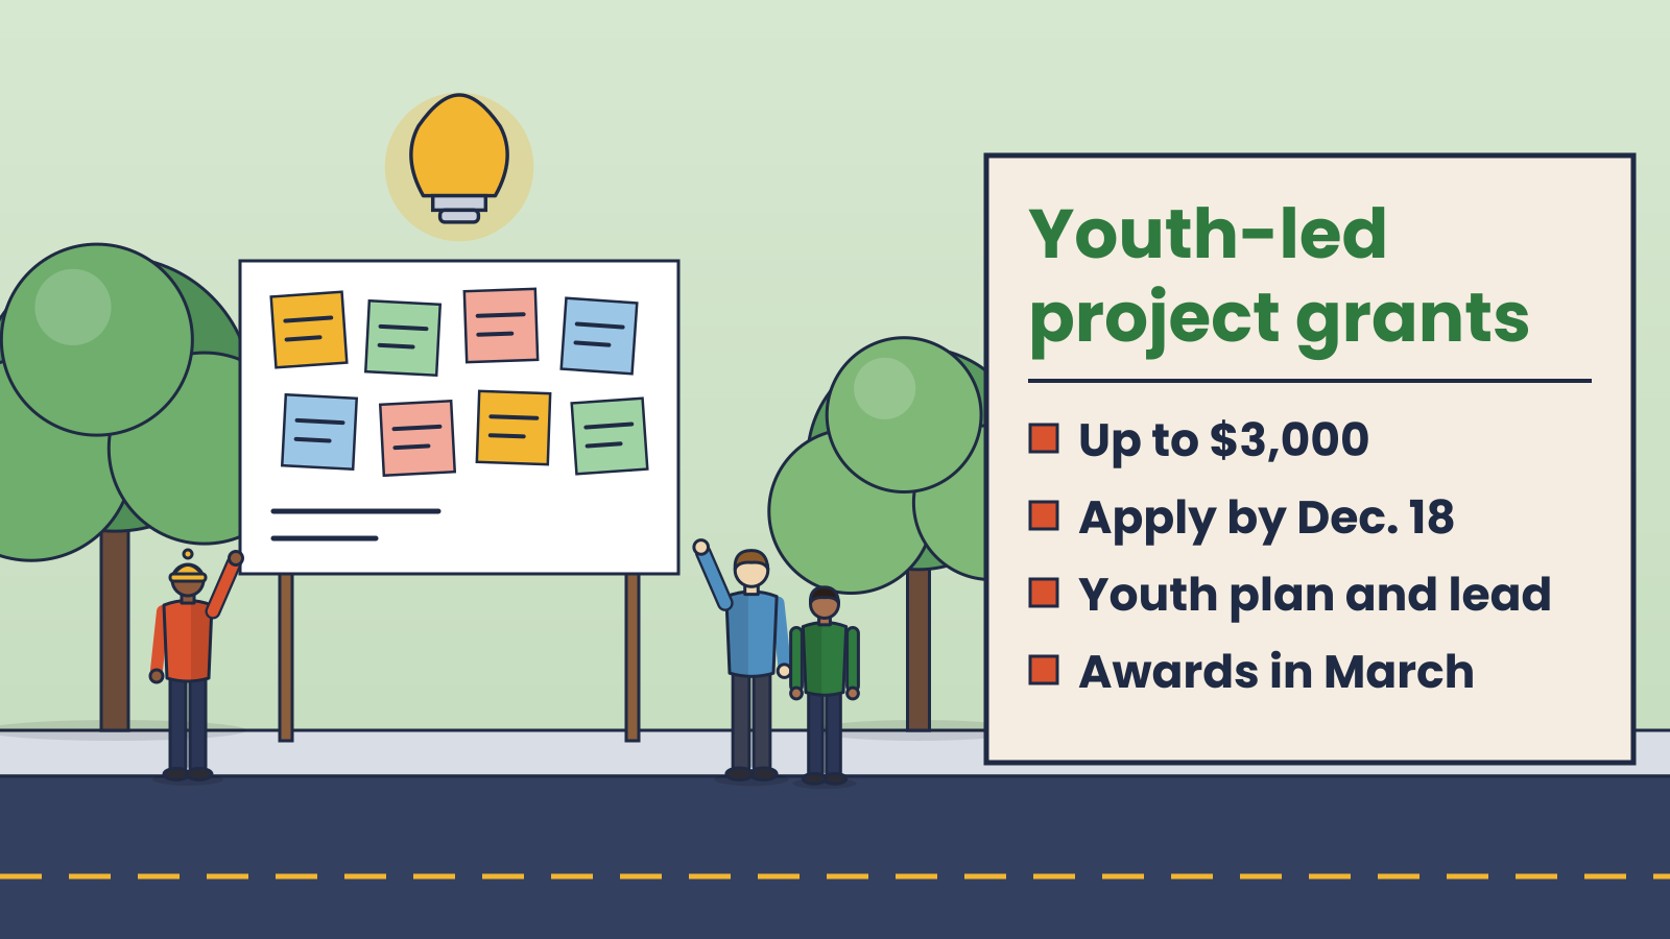 Youth-led
project grants
Up to $3,000
Apply by Dec. 18
Youth plan and lead
Awards in March